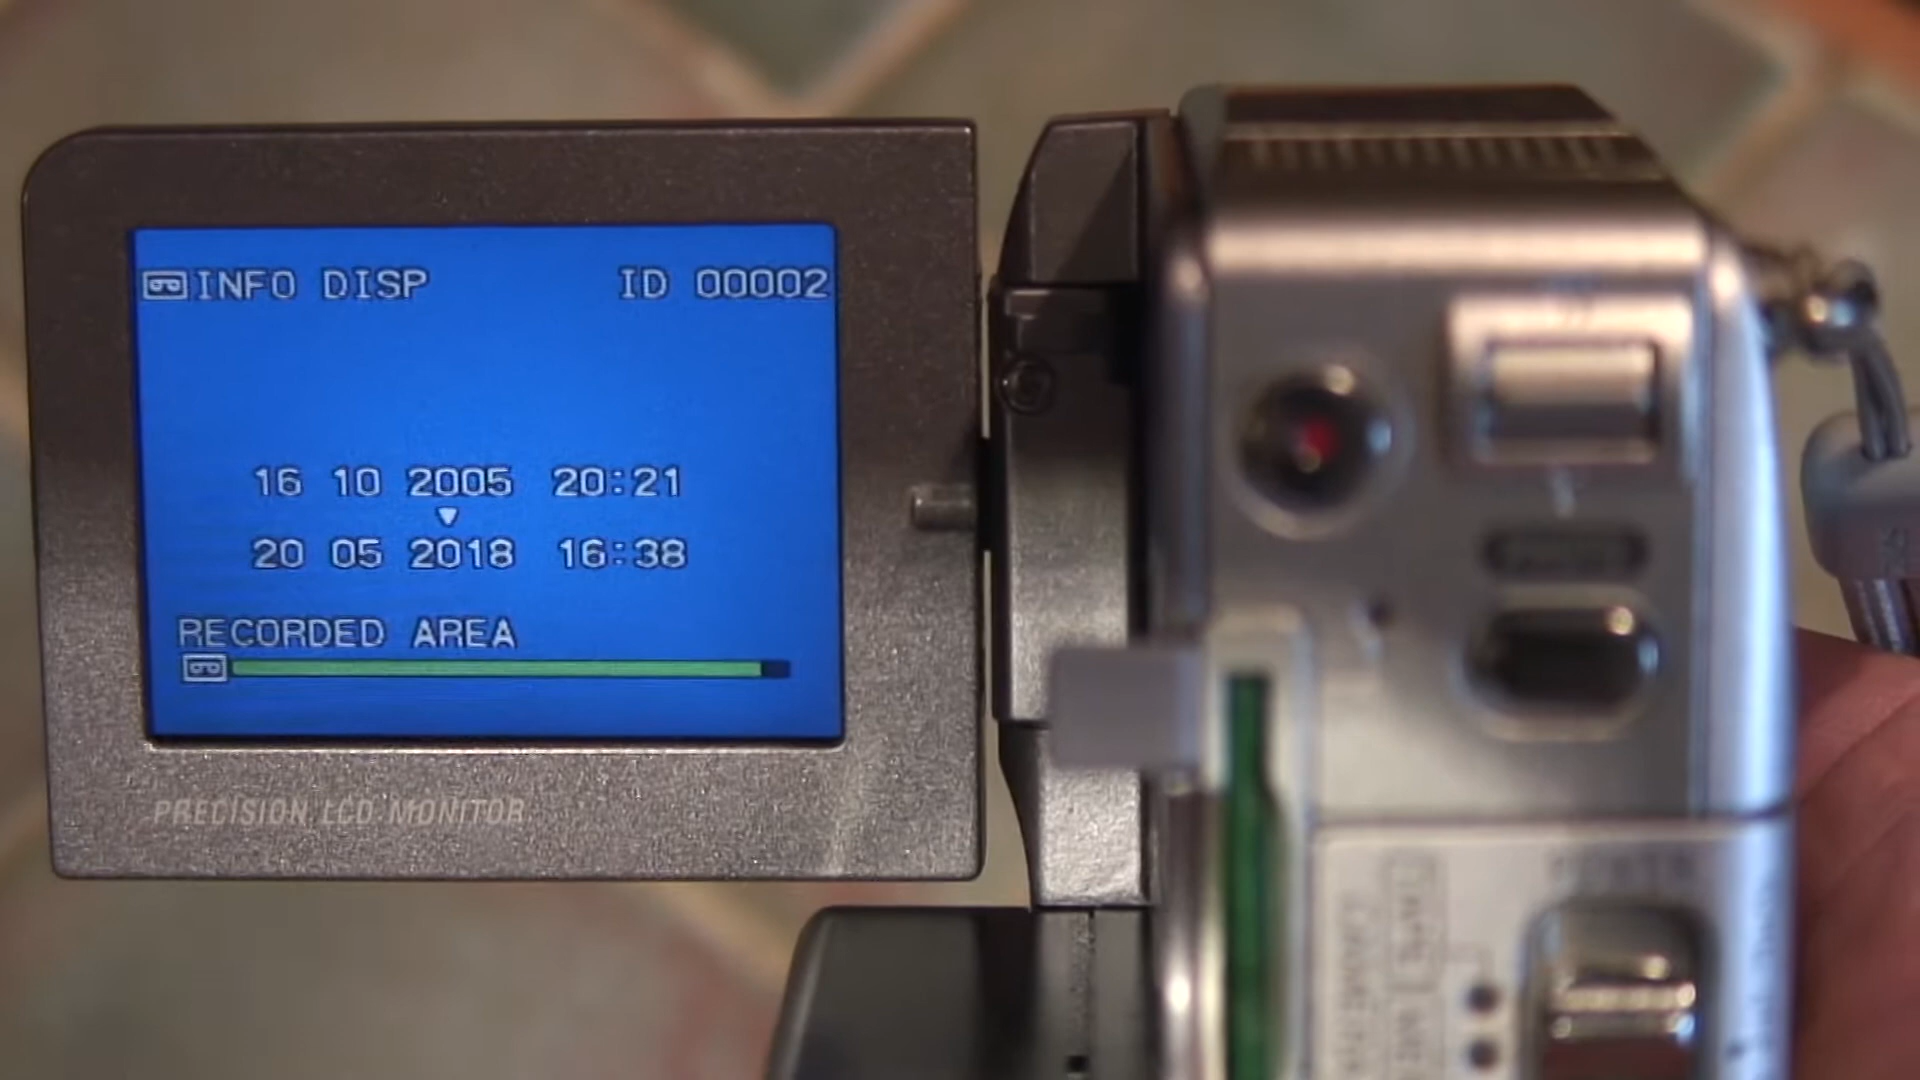 INFO DISP ID 00002
16 10 2005 20:21
20 05 2018 16:38
RECORDED AREA
PRECISION LCD MONITOR